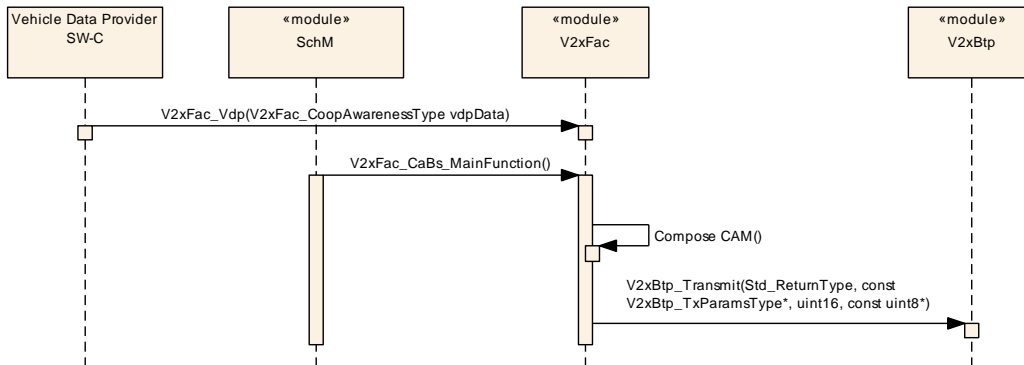 Vehicle Data Provider
SW-C
«module»
SchM
«module»
V2xFac
«module»
V2xBtp
V2xFac_Vdp(V2xFac_CoopAwarenessType vdpData)
V2xFac_CaBs_MainFunction()
Compose CAM()
V2xBtp_Transmit(Std_ReturnType, const
V2xBtp_TxParamsType*, uint16, const uint8*)